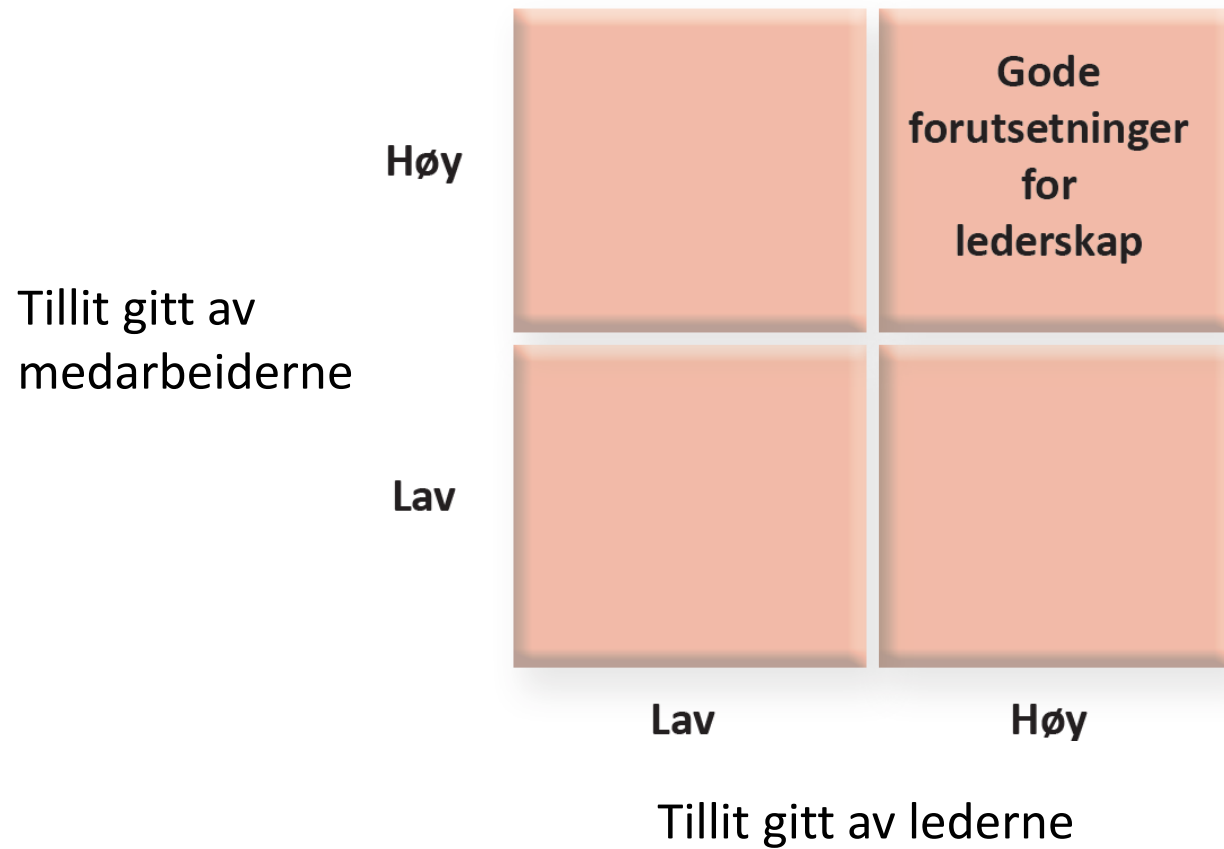 Gode
forutsetninger
for
lederskap
Høy
Tillit gitt av
medarbeiderne
Lav
Lav
Høy
Tillit gitt av lederne